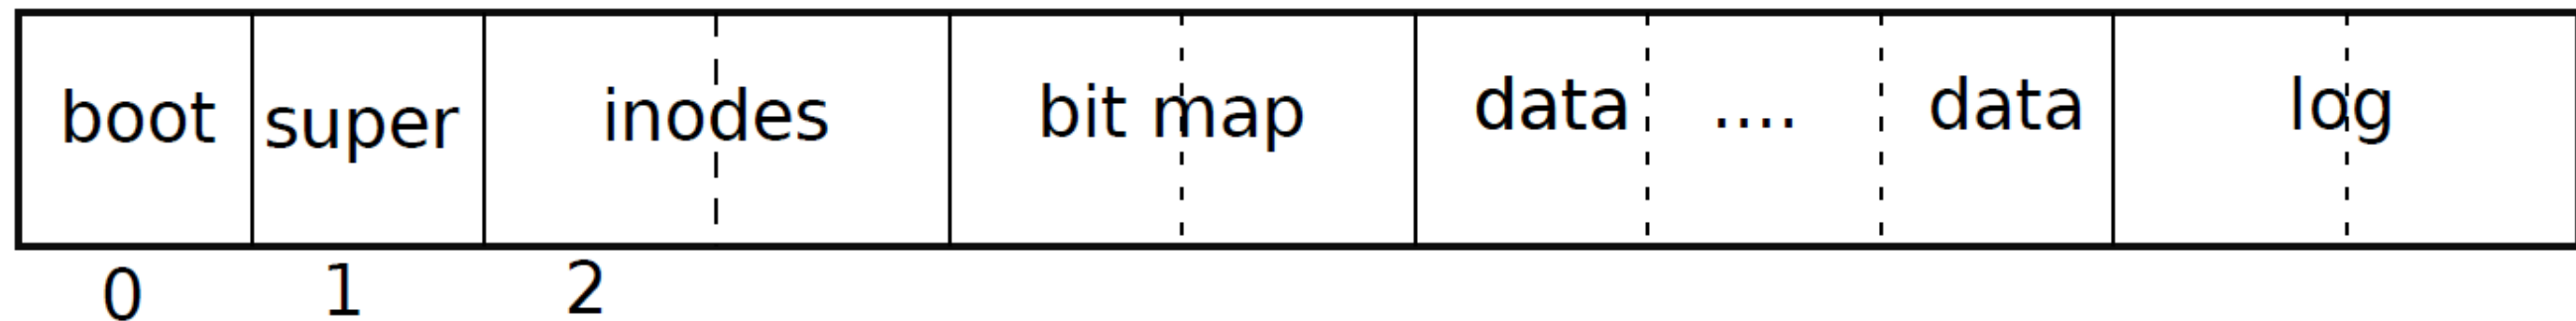 boot super inodes bit map data .... data log
0 1 2